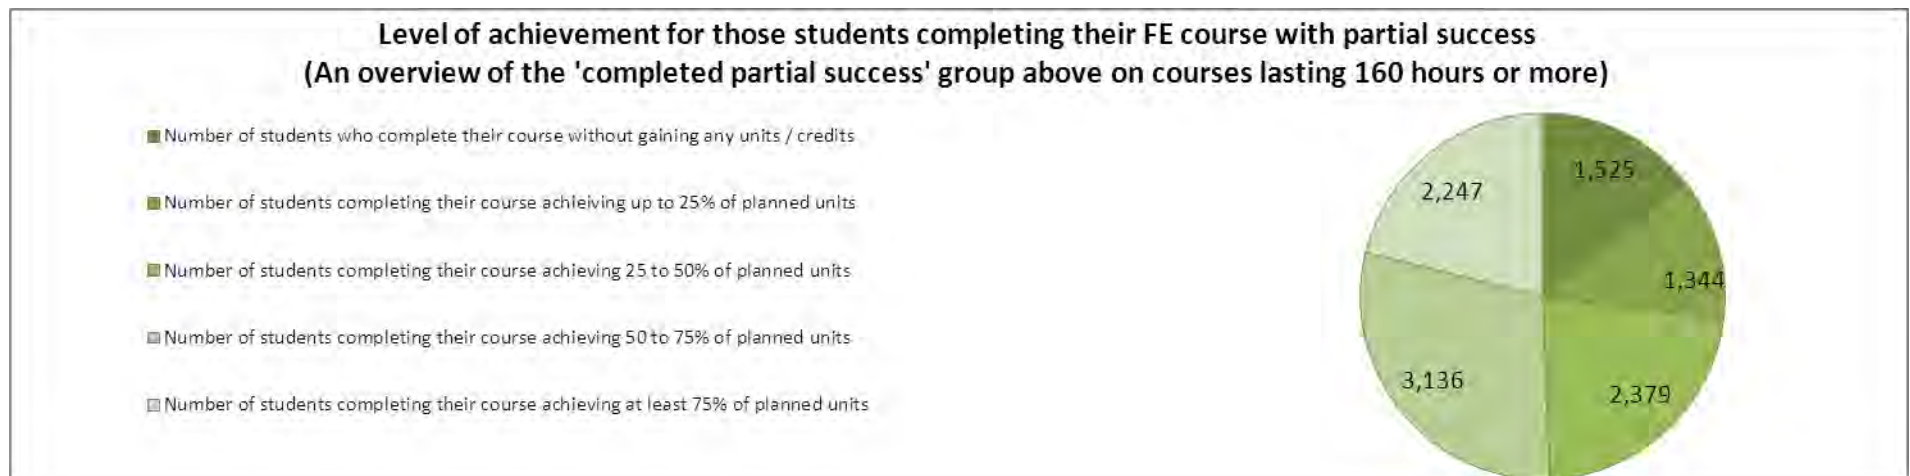 Level of achievement for those students completing their FE course with partial success
(An overview of the 'completed partial success' group above on courses lasting 160 hours or more)
Number of students who complete their course without gaining any units / credits
Number of students completing their course achieiving up to 25% of planned units
Number of students completing their course achieving 25 to 50% of planned units
Number of students completing their course achieving 50 to 75% of planned units
Number of students completing their course achieving at least 75% of planned units
1,525
2,247
1,344
3,136
2,379